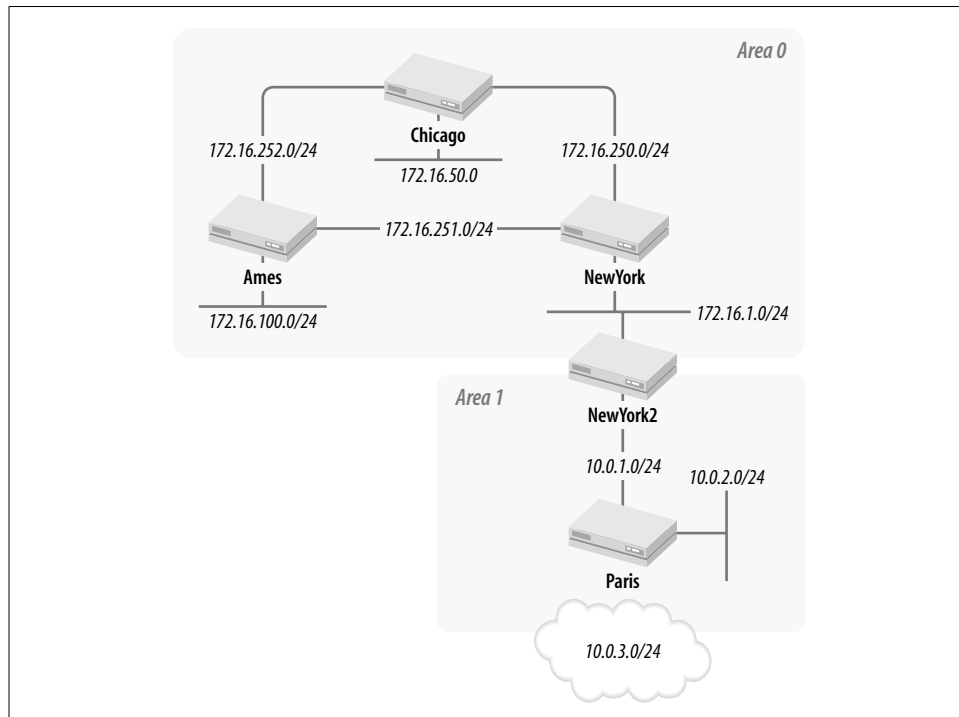 Area 0
Chicago
172.16.252.0/24
172.16.250.0/24
172.16.50.0
172.16.251.0/24
Ames
NewYork
172.16.100.0/24
172.16.1.0/24
Area 1
NewYork2
10.0.1.0/24
10.0.2.0/24
Paris
10.0.3.0/24